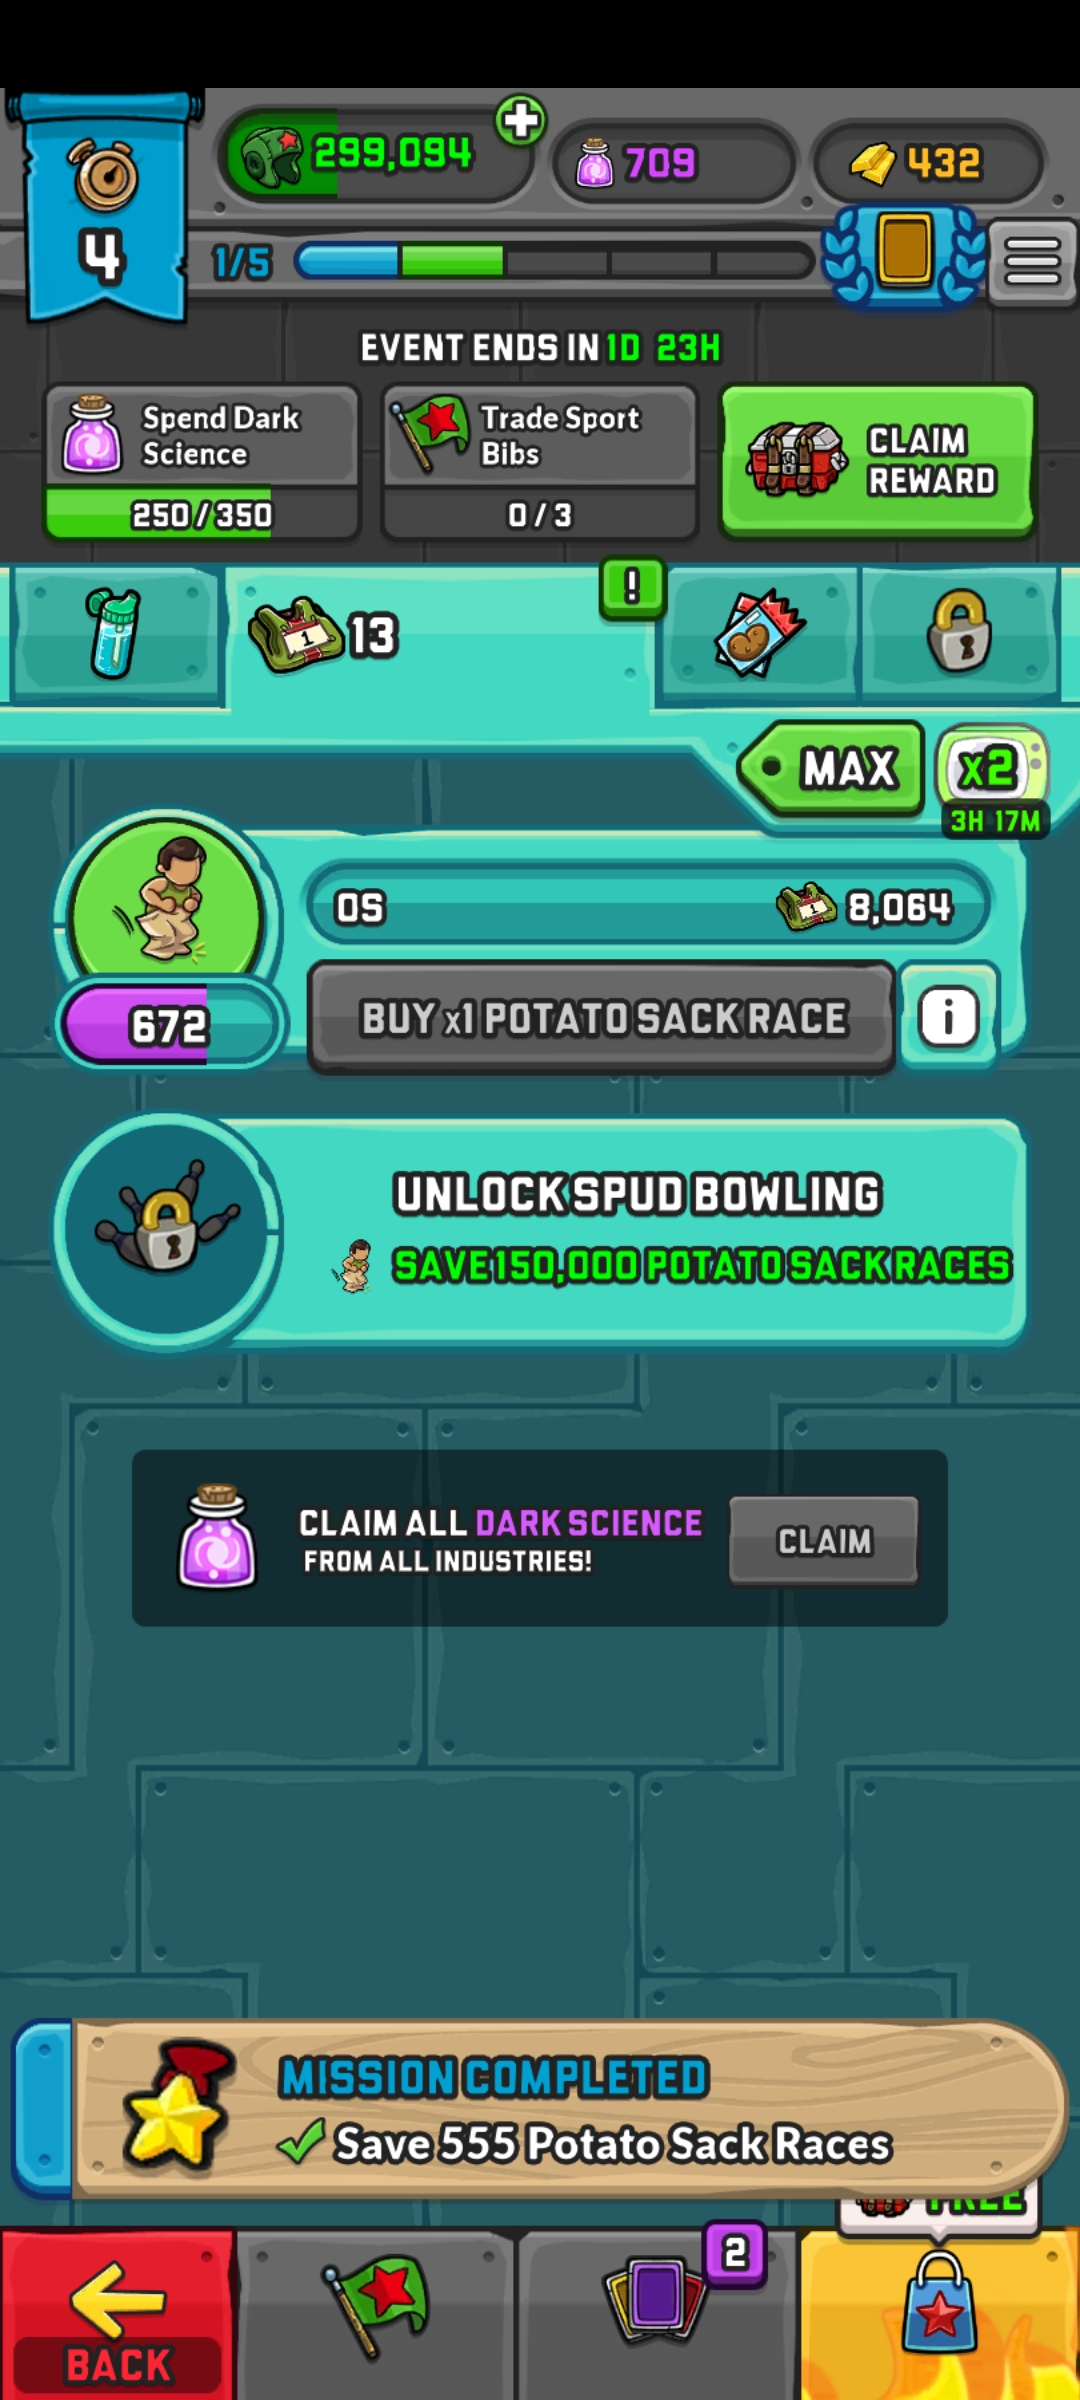 299,094
709
432
4
1/5
EVENT ENDS IN 1D 23H
Spend Dark
Science
250/350
Trade Sport
Bibs
0/3
CLAIM
REWARD
1
13
!
MAX
x2
3H 17M
0S
1
8,064
672
BUY x1 POTATO SACK RACE
i
UNLOCK SPUD BOWLING
SAVE 150,000 POTATO SACK RACES
CLAIM ALL DARK SCIENCE
FROM ALL INDUSTRIES!
CLAIM
MISSION COMPLETED
Save 555 Potato Sack Races
FREE
2
BACK